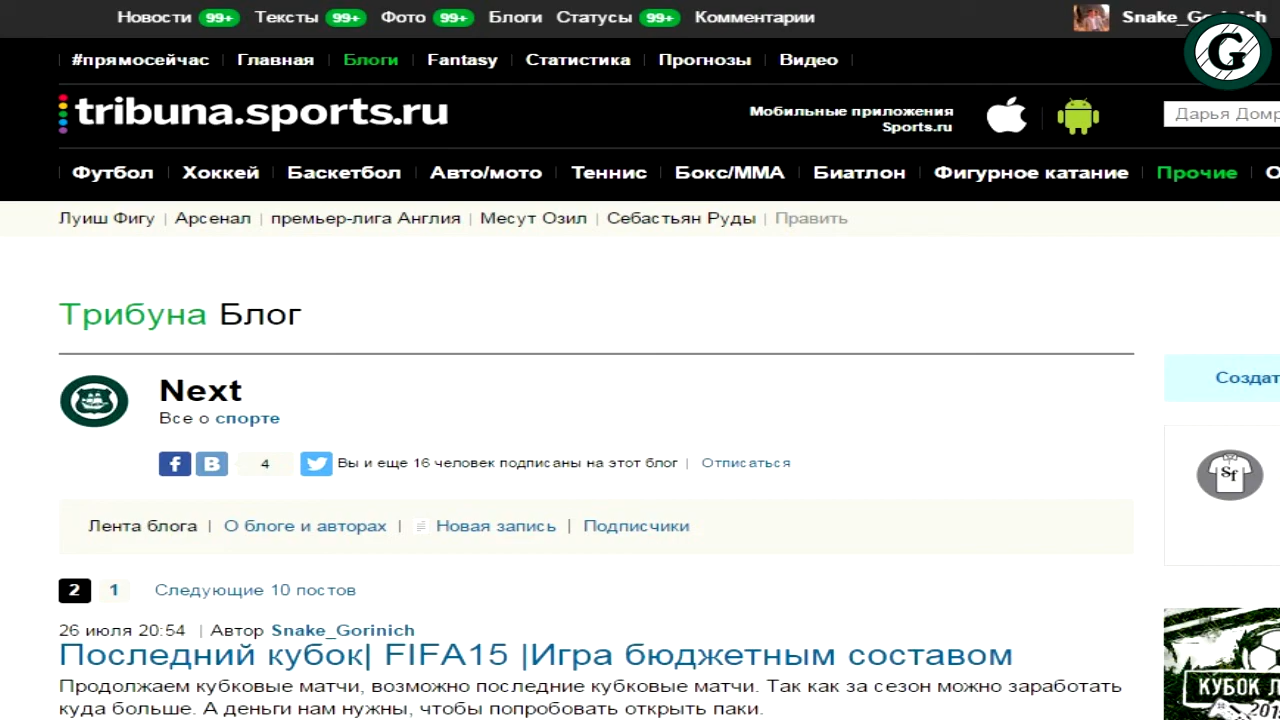 Новости 99+ Тексты 99+ Фото 99+ Блоги Статусы 99+ Комментарии
G
#прямосейчас Главная Блоги Fantasy Статистика Прогнозы Видео
tribuna.sports.ru
Мобильные приложения
Sports.ru
Дарья
Футбол Хоккей Баскетбол Авто/мото Теннис Бокс/ММА Биатлон Фигурное катание Прочие
Луиш Фигу | Арсенал | премьер-лига Англия | Месут Озил | Себастьян Руды | Править
Трибуна Блог
Next
Все о спорте
f B 4 Вы и еще 16 человек подписаны на этот блог | Отписаться
Sf
Лента блога | О блоге и авторах | Новая запись | Подписчики
2 1 Следующие 10 постов
26 июля 20:54 | Автор Snake_Gorinich
Последний кубок| FIFA15 |Игра бюджетным составом
Продолжаем кубковые матчи, возможно последние кубковые матчи. Так как за сезон можно заработать
куда больше. А деньги нам нужны, чтобы попробовать открыть паки.
КУБОК